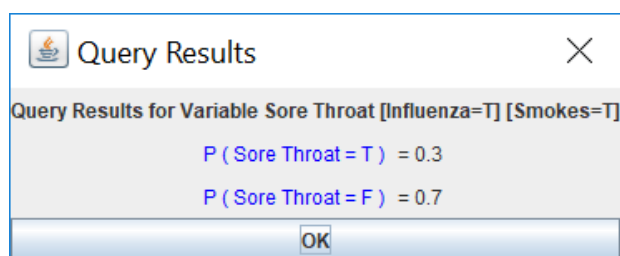 Query Results
Query Results for Variable Sore Throat [Influenza=T] [Smokes=T]
P ( Sore Throat = T ) = 0.3
P ( Sore Throat = F ) = 0.7
OK